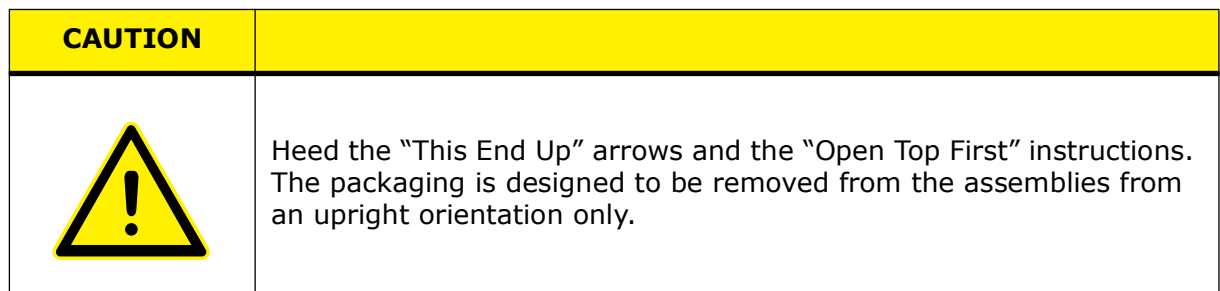 CAUTION
Heed the “This End Up” arrows and the “Open Top First” instructions.
The packaging is designed to be removed from the assemblies from
an upright orientation only.